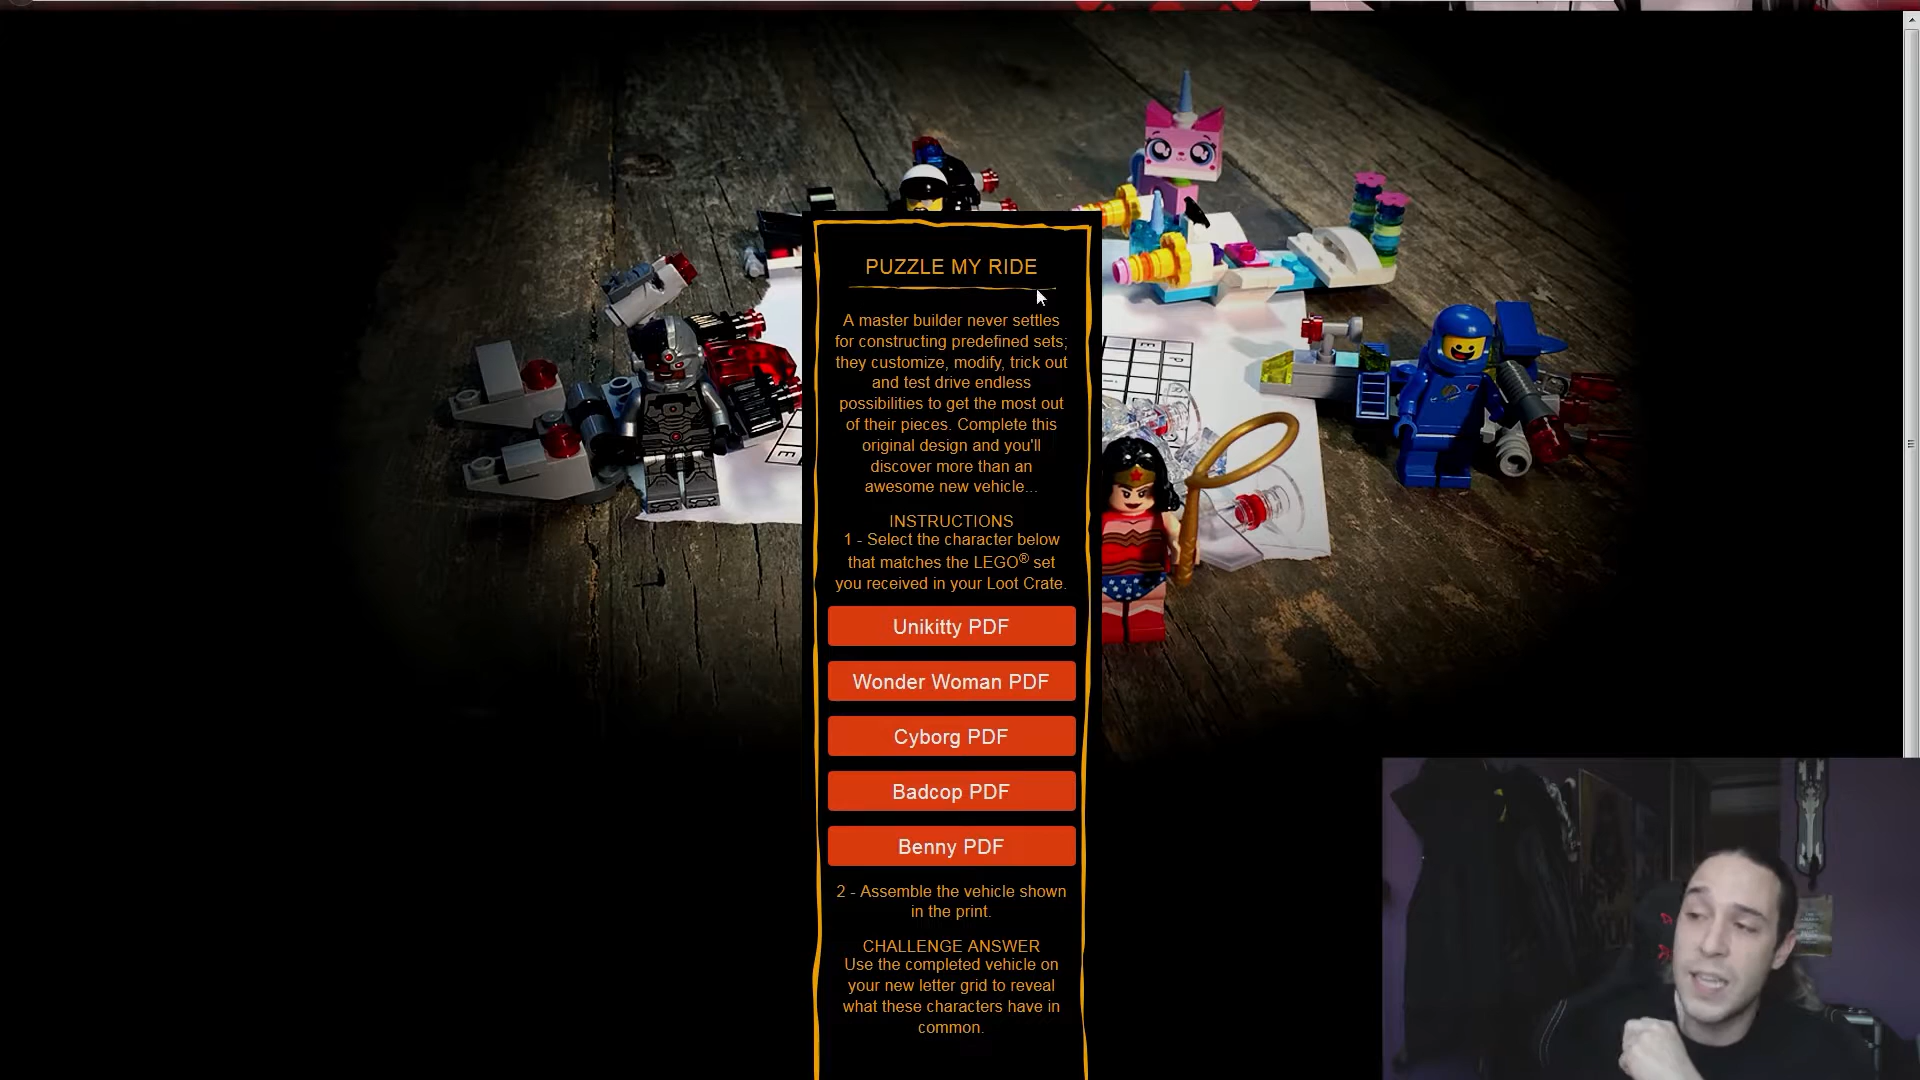 PUZZLE MY RIDE
A master builder never settles
for constructing predefined sets;
they customize, modify, trick out
and test drive endless
possibilities to get the most out
of their pieces. Complete this
original design and you'll
discover more than an
awesome new vehicle...
INSTRUCTIONS
1 - Select the character below
that matches the LEGO® set
you received in your Loot Crate.
Unikitty PDF
Wonder Woman PDF
Cyborg PDF
Badcop PDF
Benny PDF
2 - Assemble the vehicle shown
in the print.
CHALLENGE ANSWER
Use the completed vehicle on
your new letter grid to reveal
what these characters have in
common.